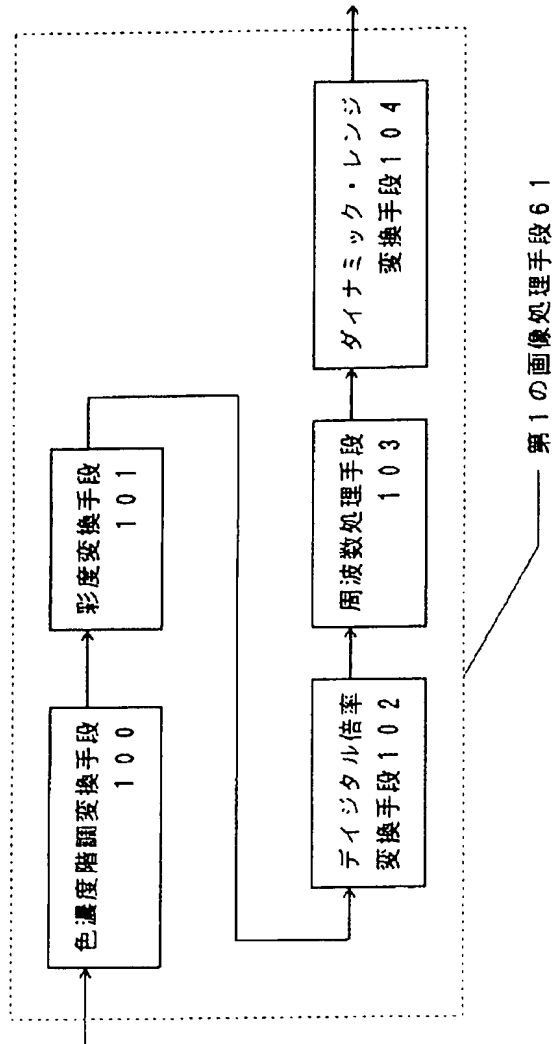 色濃度階調変換手段
100
彩度変換手段
101
ディジタル倍率
変換手段102
周波数処理手段
103
ダイナミック・レンジ
変換手段104
第1の画像処理手段61